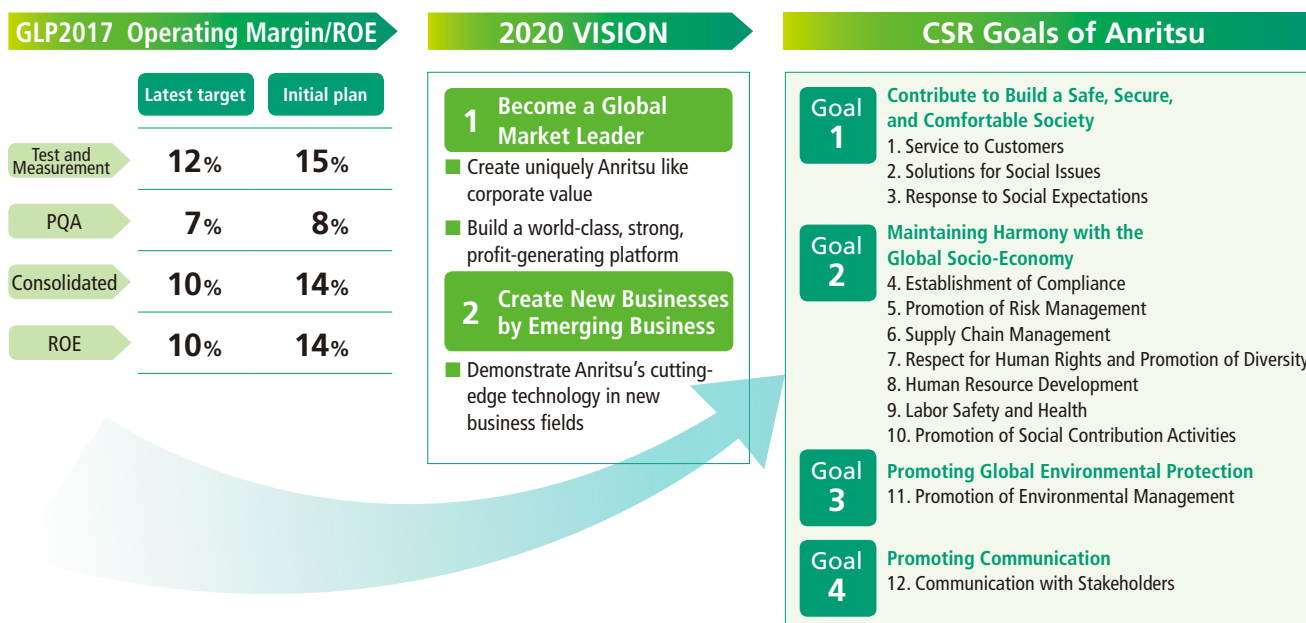 GLP2017 Operating Margin/ROE
Latest target
Initial plan
Test and
Measurement
12%
15%
PQA
7%
8%
Consolidated
10%
14%
ROE
10%
14%
2020 VISION
1
Become a Global
Market Leader
Create uniquely Anritsu like
corporate value
Build a world-class, strong,
profit-generating platform
2
Create New Businesses
by Emerging Business
Demonstrate Anritsu's cutting-
edge technology in new
business fields
CSR Goals of Anritsu
Goal
1
Contribute to Build a Safe, Secure,
and Comfortable Society
1. Service to Customers
2. Solutions for Social Issues
3. Response to Social Expectations
Goal
2
Maintaining Harmony with the
Global Socio-Economy
4. Establishment of Compliance
5. Promotion of Risk Management
6. Supply Chain Management
7. Respect for Human Rights and Promotion of Diversity
8. Human Resource Development
9. Labor Safety and Health
10. Promotion of Social Contribution Activities
Goal
3
Promoting Global Environmental Protection
11. Promotion of Environmental Management
Goal
4
Promoting Communication
12. Communication with Stakeholders